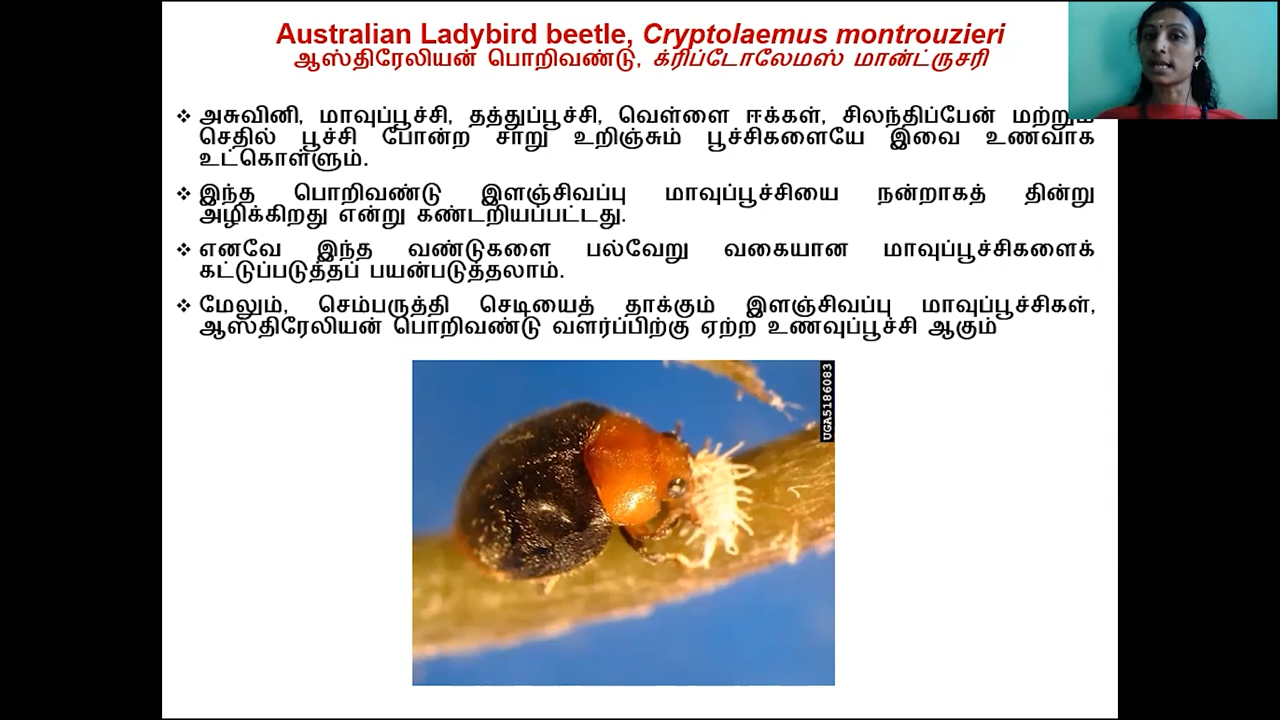 Australian Ladybird beetle, Cryptolaemus montrouzieri
ஆஸ்திரேலியன் பொறிவண்டு, க்ரிப்டோலேமஸ் மான்ட்ருசரி
❖ அசுவினி, மாவுப்பூச்சி, தத்துப்பூச்சி, வெள்ளை ஈக்கள், சிலந்திப்பேன்
செதில் பூச்சி போன்ற சாறு உறிஞ்சும் பூச்சிகளையே இவை உணவாக
உட்கொள்ளும்.
❖ இந்த பொறிவண்டு இளஞ்சிவப்பு மாவுப்பூச்சியை நன்றாகத் தின்று
அழிக்கிறது என்று கண்டறியப்பட்டது.
❖ எனவே இந்த வண்டுகளை பல்வேறு வகையான மாவுப்பூச்சிகளைக்
கட்டுப்படுத்தப் பயன்படுத்தலாம்.
❖ மேலும், செம்பருத்தி செடியைத் தாக்கும் இளஞ்சிவப்பு மாவுப்பூச்சிகள்,
ஆஸ்திரேலியன் பொறிவண்டு வளர்ப்பிற்கு ஏற்ற உணவுப்பூச்சி ஆகும்
UGA5186083